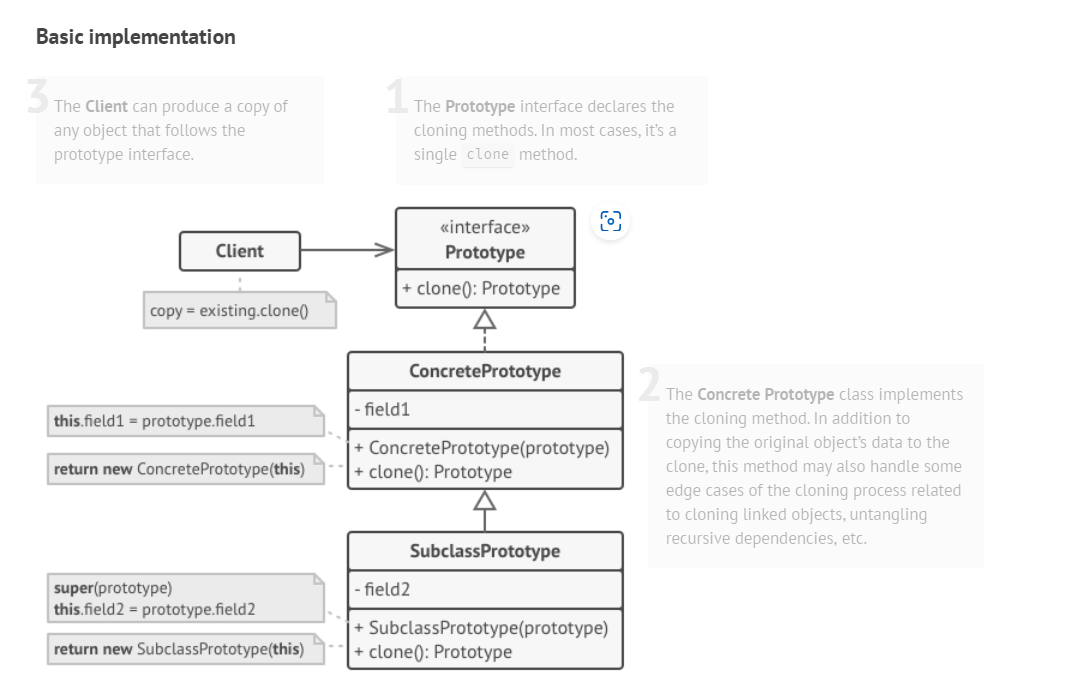 Basic implementation
3
The Client can produce a copy of
any object that follows the
prototype interface.
1
The Prototype interface declares the
cloning methods. In most cases, it's a
single clone method.
Client
copy = existing.clone()
«interface»
Prototype
+ clone(): Prototype
ConcretePrototype
- field1
+ ConcretePrototype(prototype)
+ clone(): Prototype
this.field1 = prototype.field1
return new ConcretePrototype(this)
2
The Concrete Prototype class implements
the cloning method. In addition to
copying the original object's data to the
clone, this method may also handle some
edge cases of the cloning process related
to cloning linked objects, untangling
recursive dependencies, etc.
SubclassPrototype
- field2
+ SubclassPrototype(prototype)
+ clone(): Prototype
super(prototype)
this.field2 = prototype.field2
return new SubclassPrototype(this)